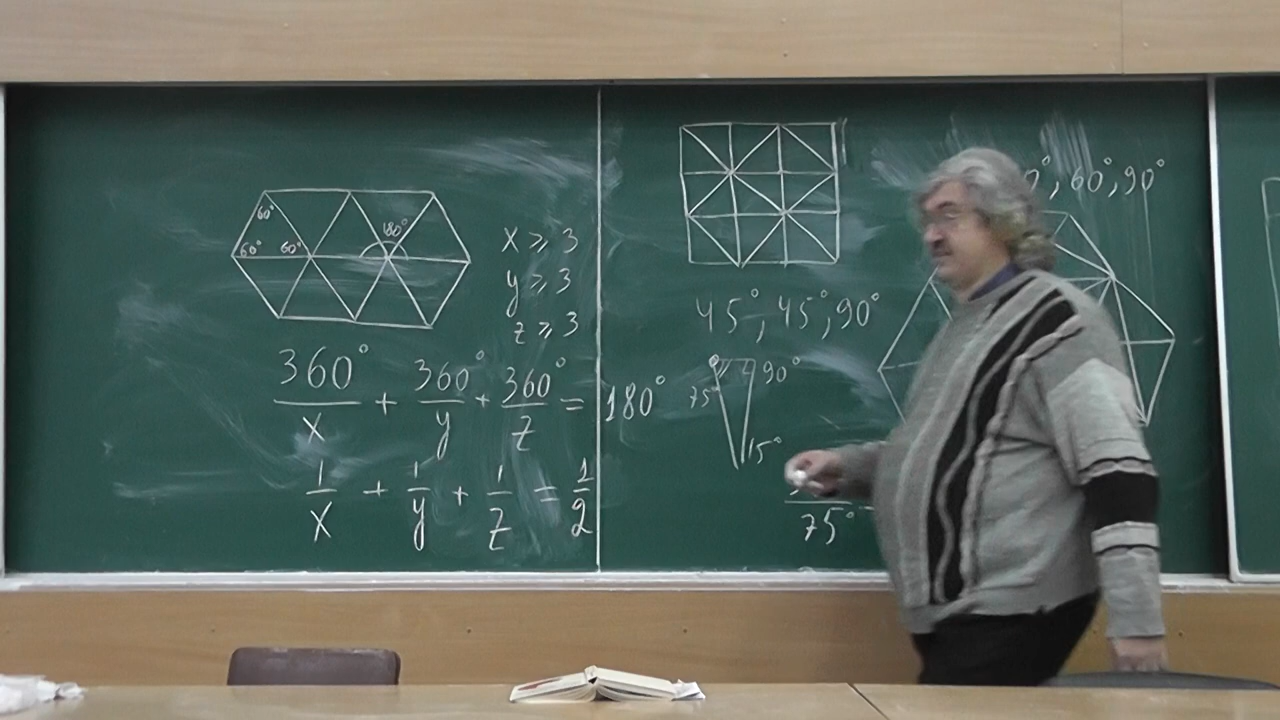 60°
60° 60°
180°
x ⩾ 3
y ⩾ 3
z ⩾ 3
360°/x + 360°/y + 360°/z = 180°
1/x + 1/y + 1/z = 1/2
45°, 45°, 90°
90°
75°
15°
75°
0°, 60°, 90°